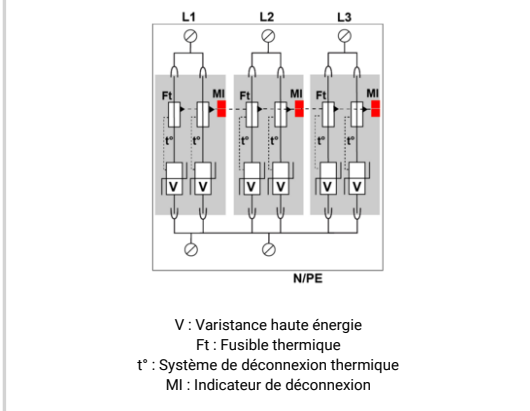 L1 L2 L3
Ft MI Ft MI Ft MI
t° t° t° t° t° t°
V V V V V V
N/PE
V : Varistance haute énergie
Ft : Fusible thermique
t° : Système de déconnexion thermique
MI : Indicateur de déconnexion